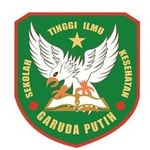 SEKOLAH
TINGGI ILMU
KESEHATAN
GARUDA PUTIH